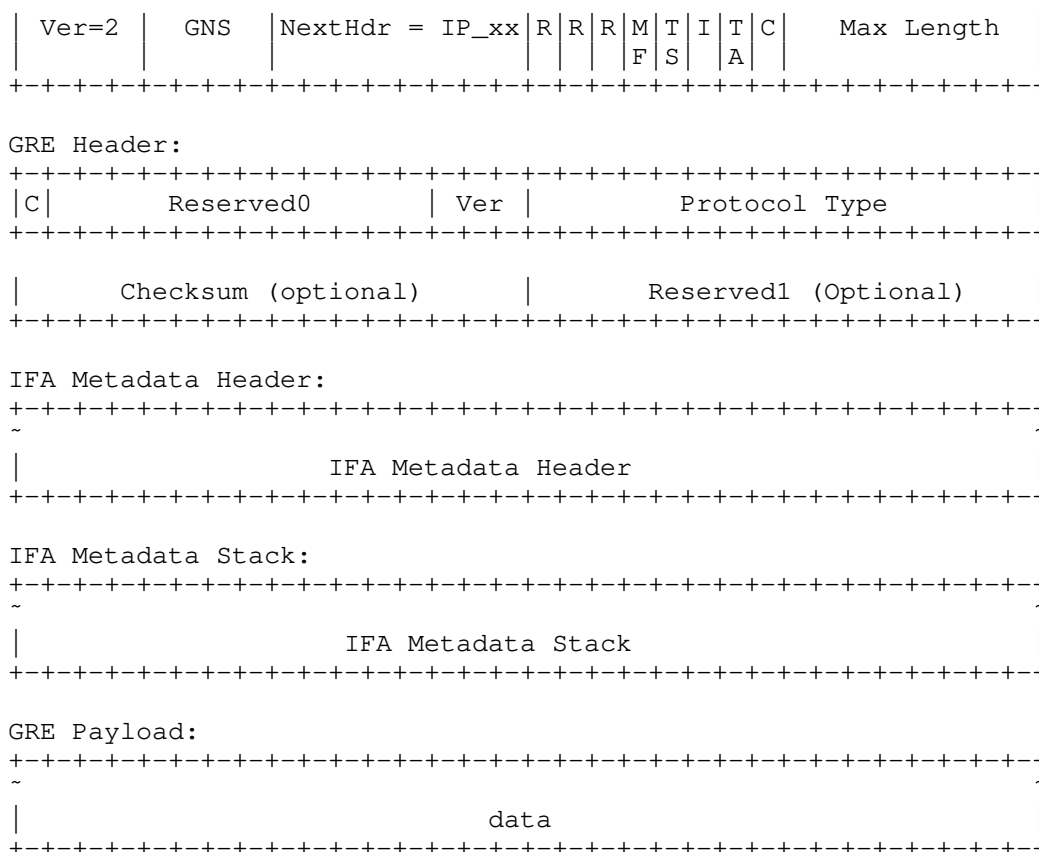 | Ver=2 |  GNS  |NextHdr = IP_xx|R|R|R|M|T|I|T|C|   Max Length
|       |       |               | | | |F|S| |A| |
+-+-+-+-+-+-+-+-+-+-+-+-+-+-+-+-+-+-+-+-+-+-+-+-+-+-+-+-+-+-+-+-+-
GRE Header:
+-+-+-+-+-+-+-+-+-+-+-+-+-+-+-+-+-+-+-+-+-+-+-+-+-+-+-+-+-+-+-+-+-
|C|       Reserved0       | Ver |         Protocol Type
+-+-+-+-+-+-+-+-+-+-+-+-+-+-+-+-+-+-+-+-+-+-+-+-+-+-+-+-+-+-+-+-+-
|      Checksum (optional)      |       Reserved1 (Optional)
+-+-+-+-+-+-+-+-+-+-+-+-+-+-+-+-+-+-+-+-+-+-+-+-+-+-+-+-+-+-+-+-+-
IFA Metadata Header:
+-+-+-+-+-+-+-+-+-+-+-+-+-+-+-+-+-+-+-+-+-+-+-+-+-+-+-+-+-+-+-+-+-
~                                                               ~
|                   IFA Metadata Header
+-+-+-+-+-+-+-+-+-+-+-+-+-+-+-+-+-+-+-+-+-+-+-+-+-+-+-+-+-+-+-+-+-
IFA Metadata Stack:
+-+-+-+-+-+-+-+-+-+-+-+-+-+-+-+-+-+-+-+-+-+-+-+-+-+-+-+-+-+-+-+-+-
~                                                               ~
|                    IFA Metadata Stack
+-+-+-+-+-+-+-+-+-+-+-+-+-+-+-+-+-+-+-+-+-+-+-+-+-+-+-+-+-+-+-+-+-
GRE Payload:
+-+-+-+-+-+-+-+-+-+-+-+-+-+-+-+-+-+-+-+-+-+-+-+-+-+-+-+-+-+-+-+-+-
~                                                               ~
|                             data
+-+-+-+-+-+-+-+-+-+-+-+-+-+-+-+-+-+-+-+-+-+-+-+-+-+-+-+-+-+-+-+-+-